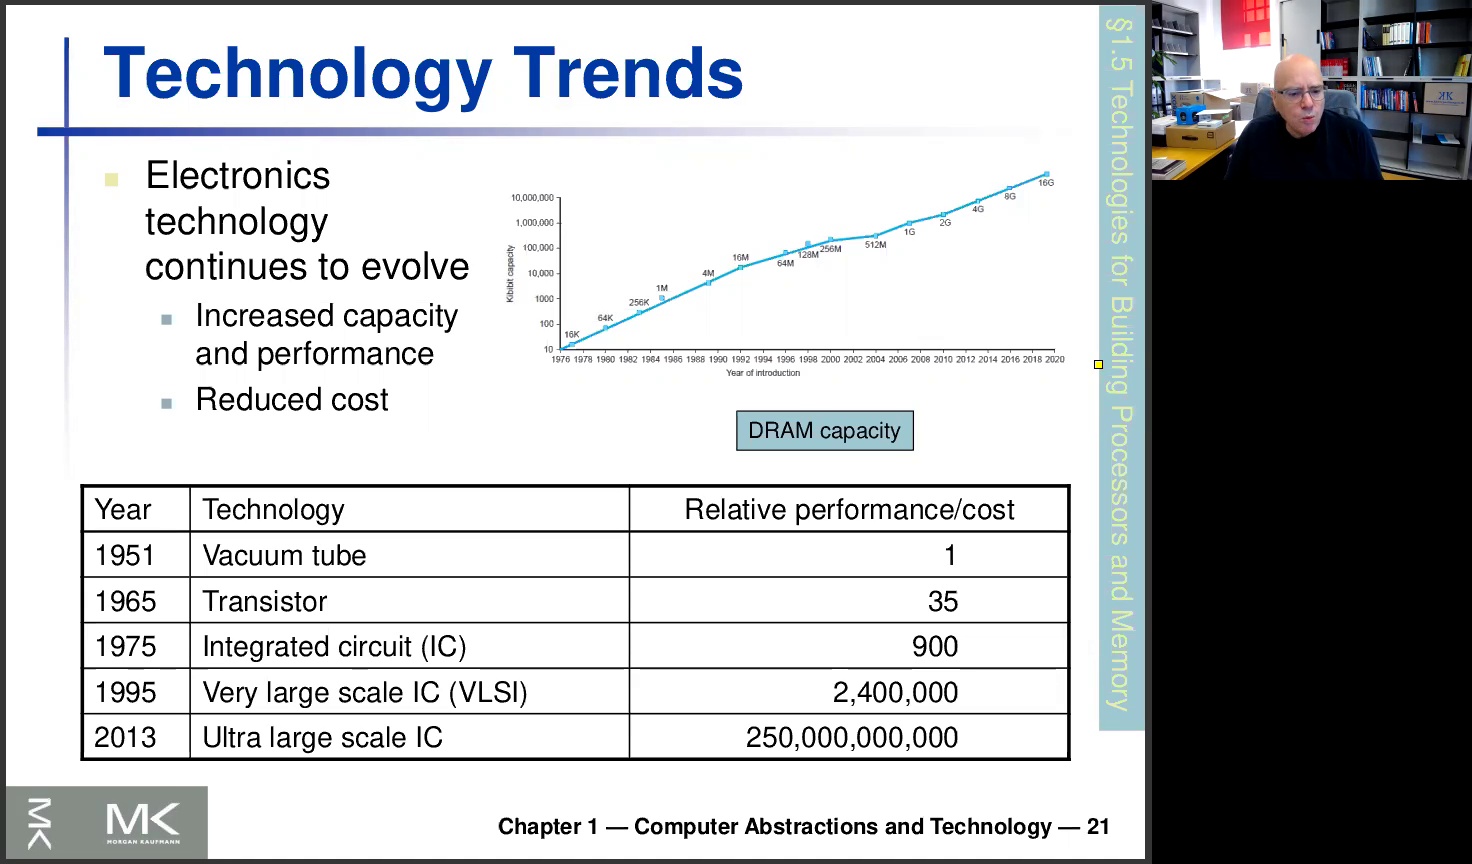 Technology Trends
Electronics
technology
continues to evolve
Increased capacity
and performance
Reduced cost
10,000,000
1,000,000
100,000
10,000
1000
100
10
Kibibit capacity
16K
64K
256K
1M
4M
16M
64M
128M
256M
512M
1G
2G
4G
8G
16G
1976 1978 1980 1982 1984 1986 1988 1990 1992 1994 1996 1998 2000 2002 2004 2006 2008 2010 2012 2014 2016 2018 2020
Year of introduction
DRAM capacity
Year Technology Relative performance/cost
1951 Vacuum tube 1
1965 Transistor 35
1975 Integrated circuit (IC) 900
1995 Very large scale IC (VLSI) 2,400,000
2013 Ultra large scale IC 250,000,000,000
§1.5 Technologies for Building Processors and Memory
MK
MK
MORGAN KAUFMANN
Chapter 1 — Computer Abstractions and Technology — 21